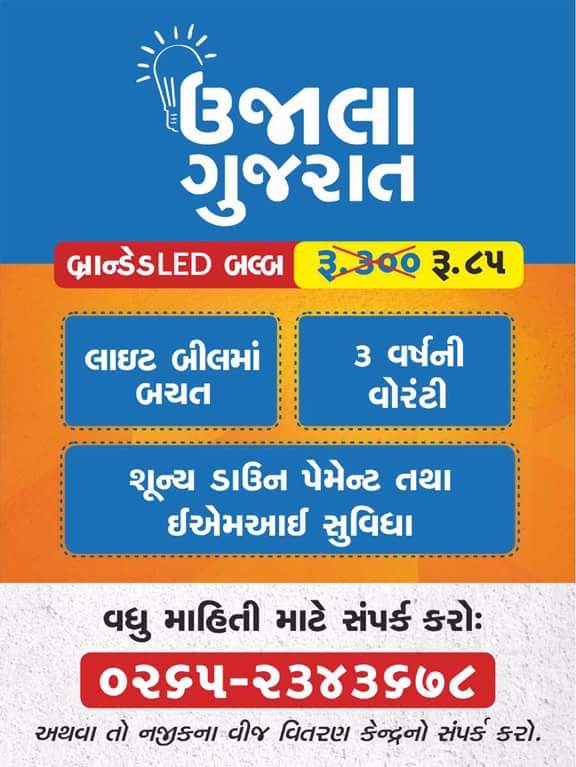 ઉજાલા
ગુજરાત
બ્રાન્ડેડ LED બલ્બ રૂ.૩૦૦ રૂ.૮૫
લાઇટ બીલમાં
બચત
૩ વર્ષની
વોરંટી
શૂન્ય ડાઉન પેમેન્ટ તથા
ઈએમઆઈ સુવિધા
વધુ માહિતી માટે સંપર્ક કરોઃ
૦૨૬૫-૨૩૪૩૬૭૮
અથવા તો નજીકના વીજ વિતરણ કેન્દ્રનો સંપર્ક કરો.